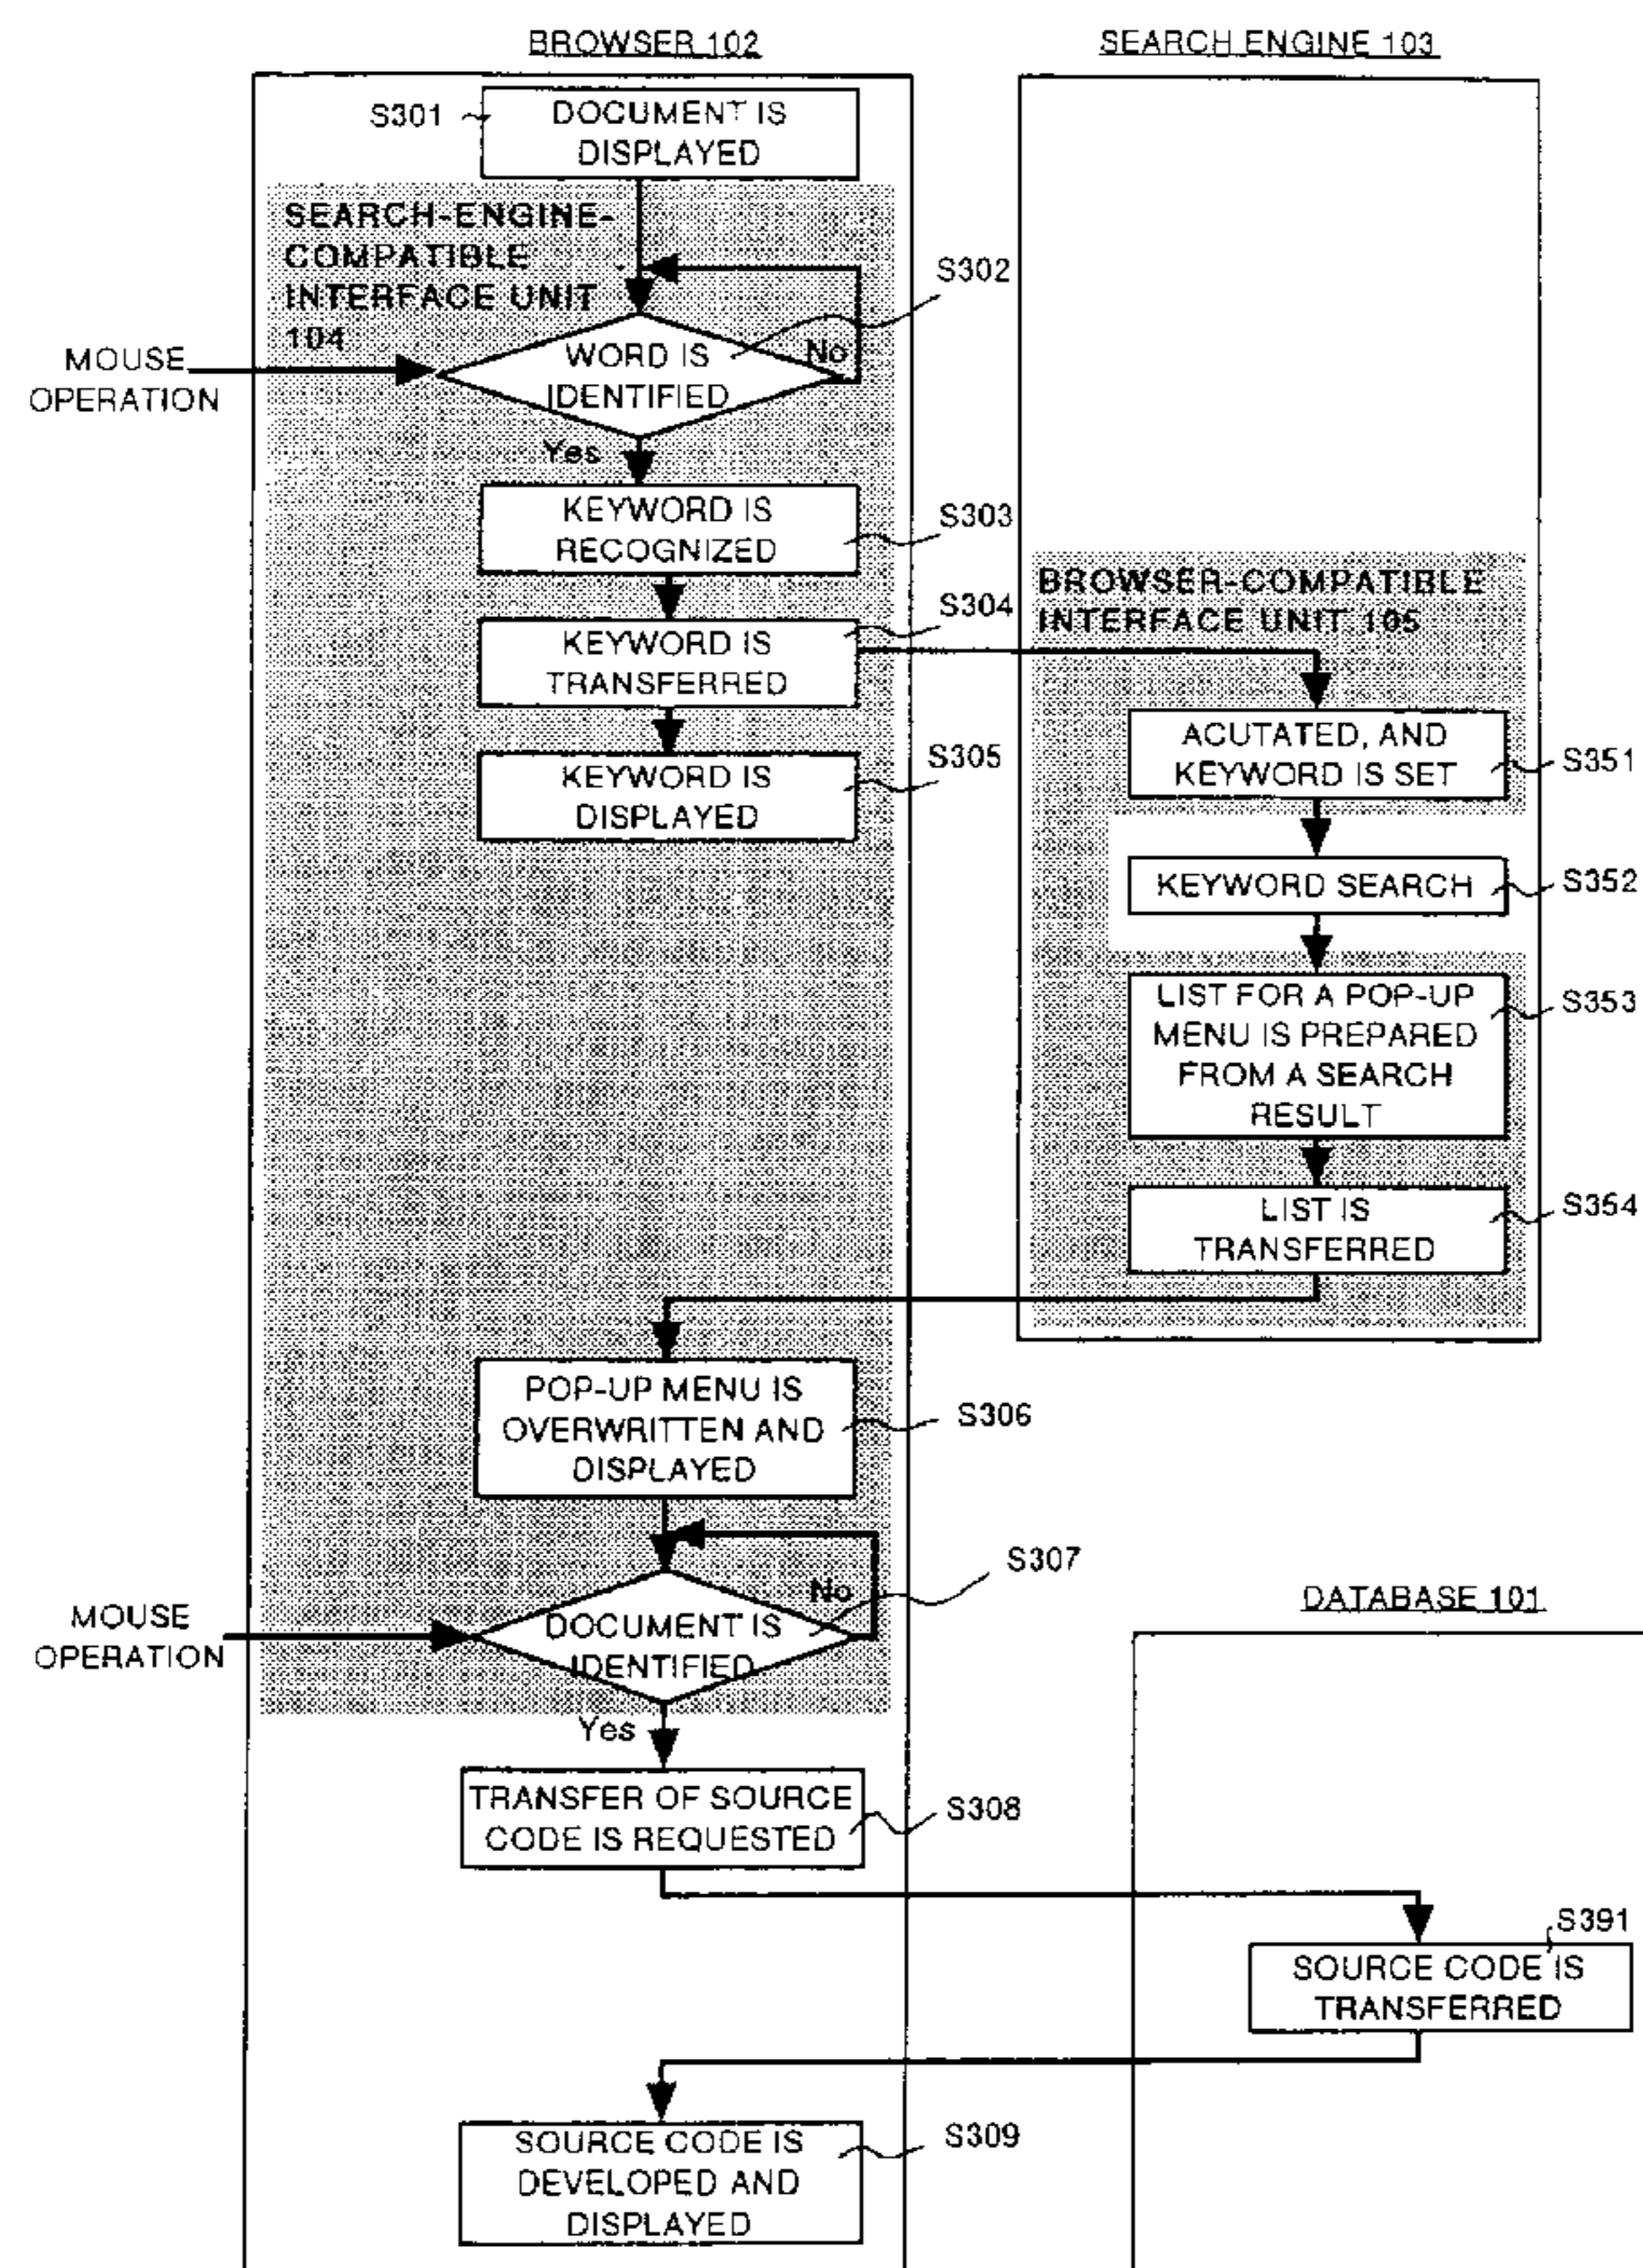 BROWSER 102
SEARCH ENGINE 103
S301
DOCUMENT IS
DISPLAYED
SEARCH-ENGINE-
COMPATIBLE
INTERFACE UNIT
104
S302
MOUSE
OPERATION
WORD IS
IDENTIFIED
No
Yes
KEYWORD IS
RECOGNIZED
S303
KEYWORD IS
TRANSFERRED
S304
BROWSER-COMPATIBLE
INTERFACE UNIT 105
KEYWORD IS
DISPLAYED
S305
ACUTATED, AND
KEYWORD IS SET
S351
KEYWORD SEARCH
S352
LIST FOR A POP-UP
MENU IS PREPARED
FROM A SEARCH
RESULT
S353
LIST IS
TRANSFERRED
S354
POP-UP MENU IS
OVERWRITTEN AND
DISPLAYED
S306
MOUSE
OPERATION
DOCUMENT IS
IDENTIFIED
No
S307
Yes
DATABASE 101
TRANSFER OF SOURCE
CODE IS REQUESTED
S308
S391
SOURCE CODE IS
TRANSFERRED
SOURCE CODE IS
DEVELOPED AND
DISPLAYED
S309